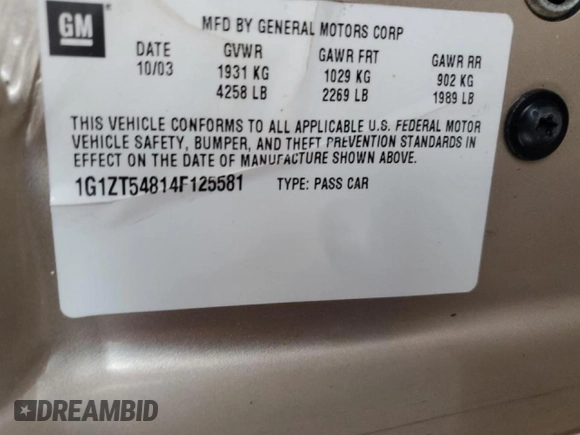 GM
MFD BY GENERAL MOTORS CORP
DATE GVWR GAWR FRT GAWR RR
10/03 1931 KG 1029 KG 902 KG
4258 LB 2269 LB 1989 LB
THIS VEHICLE CONFORMS TO ALL APPLICABLE U.S. FEDERAL MOTOR
VEHICLE SAFETY, BUMPER, AND THEFT PREVENTION STANDARDS IN
EFFECT ON THE DATE OF MANUFACTURE SHOWN ABOVE.
1G1ZT54814F125581 TYPE: PASS CAR
DREAMBID